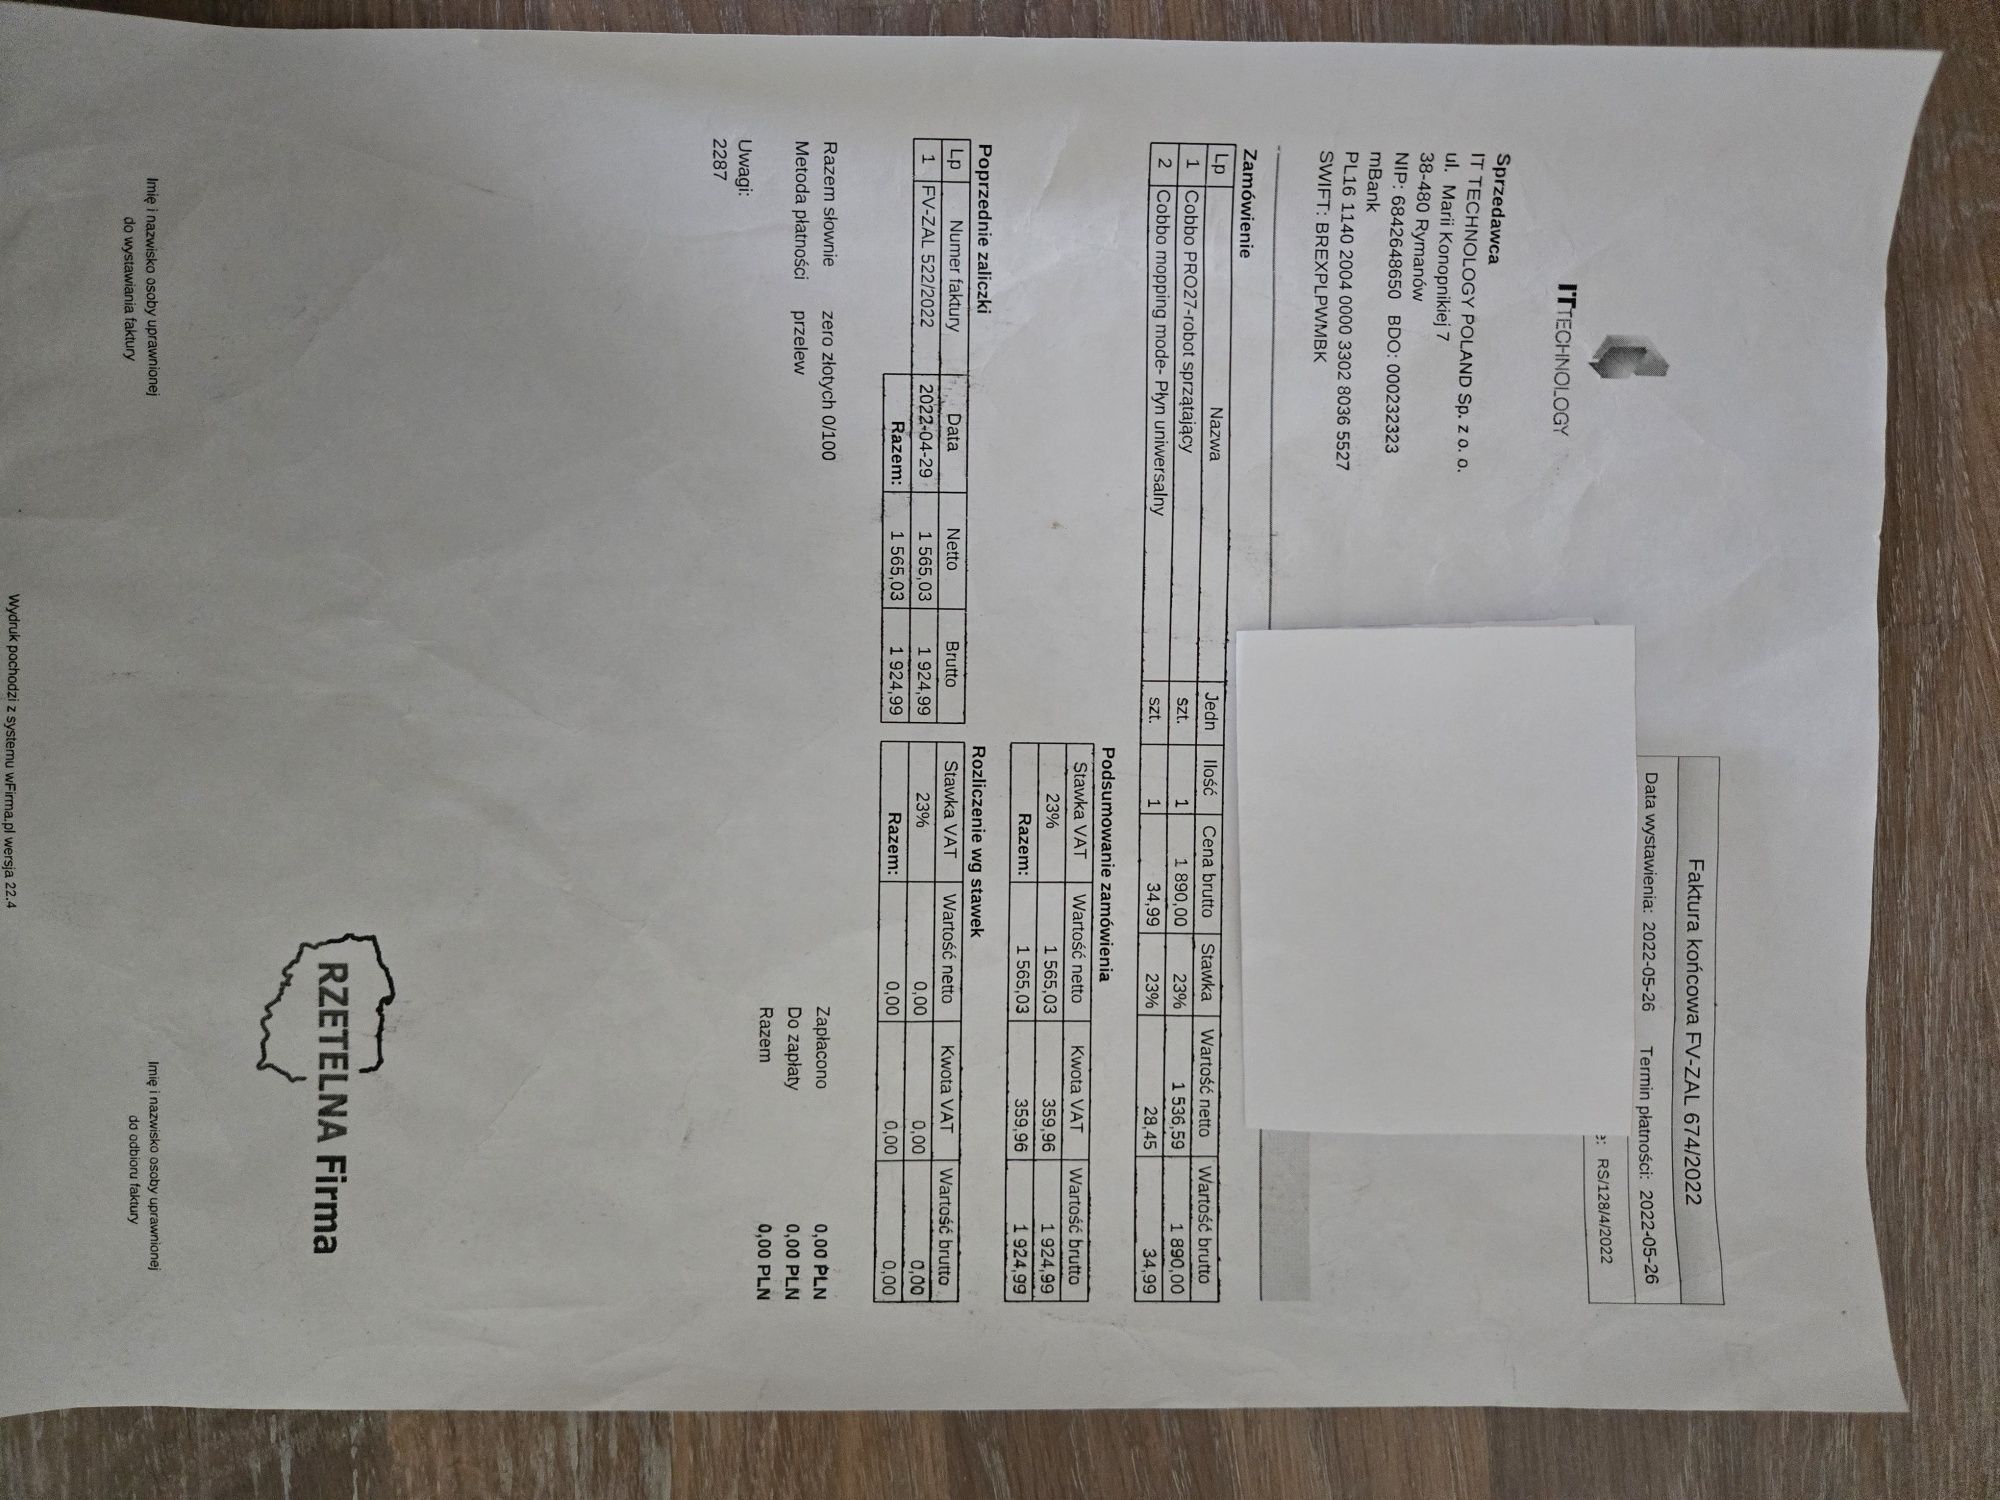 ITTECHNOLOGY
Faktura końcowa FV-ZAL 674/2022
Data wystawienia: 2022-05-26 Termin płatności: 2022-05-26
RS/128/4/2022
Sprzedawca
IT TECHNOLOGY POLAND Sp. z o. o.
ul. Marii Konopnikiej 7
38-480 Rymanów
NIP: 6842648650 BDO: 000232323
mBank
PL16 1140 2004 0000 3302 8036 5527
SWIFT: BREXPLPWMBK
Zamówienie
Lp Nazwa Jedn Ilość Cena brutto Stawka Wartość netto Wartość brutto
1 Cobbo PRO27-robot sprzątający szt. 1 1 890,00 23% 1 536,59 1 890,00
2 Cobbo mopping mode- Płyn uniwersalny szt. 1 34,99 23% 28,45 34,99
Podsumowanie zamówienia
Stawka VAT Wartość netto Kwota VAT Wartość brutto
23% 1 565,03 359,96 1 924,99
Razem: 1 565,03 359,96 1 924,99
Poprzednie zaliczki
Lp Numer faktury Data Netto Brutto
1 FV-ZAL 522/2022 2022-04-29 1 565,03 1 924,99
Razem: 1 565,03 1 924,99
Rozliczenie wg stawek
Stawka VAT Wartość netto Kwota VAT Wartość brutto
23% 0,00 0,00 0,00
Razem: 0,00 0,00 0,00
Razem słownie zero złotych 0/100
Metoda płatności przelew
Zapłacono 0,00 PLN
Do zapłaty 0,00 PLN
Razem 0,00 PLN
Uwagi:
2287
RZETELNA Firma
Imię i nazwisko osoby uprawnionej
do wystawiania faktury
Imię i nazwisko osoby uprawnionej
do odbioru faktury
Wydruk pochodzi z systemu wFirma.pl wersja 22.4